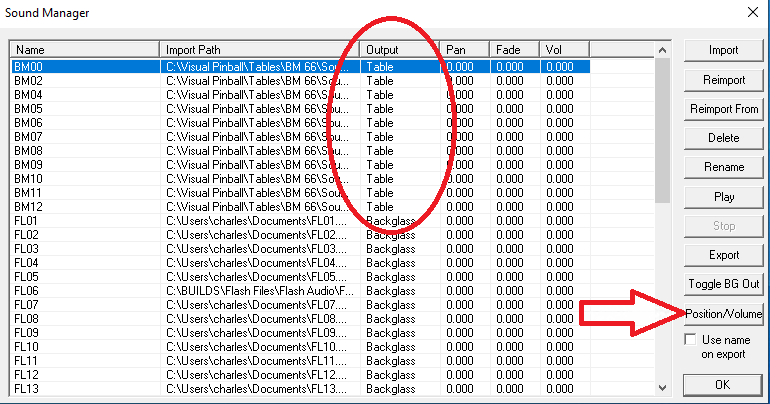 Sound Manager
Name Import Path Output Pan Fade Vol
BM00 C:\Visual Pinball\Tables\BM 66\Sou... Table 0.000 0.000 0.000
BM02 C:\Visual Pinball\Tables\BM 66\Sou... Table 0.000 0.000 0.000
BM04 C:\Visual Pinball\Tables\BM 66\Sou... Table 0.000 0.000 0.000
BM05 C:\Visual Pinball\Tables\BM 66\Sou... Table 0.000 0.000 0.000
BM06 C:\Visual Pinball\Tables\BM 66\Sou... Table 0.000 0.000 0.000
BM07 C:\Visual Pinball\Tables\BM 66\Sou... Table 0.000 0.000 0.000
BM08 C:\Visual Pinball\Tables\BM 66\Sou... Table 0.000 0.000 0.000
BM09 C:\Visual Pinball\Tables\BM 66\Sou... Table 0.000 0.000 0.000
BM10 C:\Visual Pinball\Tables\BM 66\Sou... Table 0.000 0.000 0.000
BM11 C:\Visual Pinball\Tables\BM 66\Sou... Table 0.000 0.000 0.000
BM12 C:\Visual Pinball\Tables\BM 66\Sou... Table 0.000 0.000 0.000
FL01 C:\Users\charles\Documents\FL01.... Backglass 0.000 0.000 0.000
FL02 C:\Users\charles\Documents\FL02.... Backglass 0.000 0.000 0.000
FL03 C:\Users\charles\Documents\FL03.... Backglass 0.000 0.000 0.000
FL04 C:\Users\charles\Documents\FL04.... Backglass 0.000 0.000 0.000
FL05 C:\Users\charles\Documents\FL05.... Backglass 0.000 0.000 0.000
FL06 C:\BUILDS\Flash Files\Flash Audio\F... Backglass 0.000 0.000 0.000
FL07 C:\Users\charles\Documents\FL07.... Backglass 0.000 0.000 0.000
FL08 C:\Users\charles\Documents\FL08.... Backglass 0.000 0.000 0.000
FL09 C:\Users\charles\Documents\FL09.... Backglass 0.000 0.000 0.000
FL10 C:\Users\charles\Documents\FL10.... Backglass 0.000 0.000 0.000
FL11 C:\Users\charles\Documents\FL11.... Backglass 0.000 0.000 0.000
FL12 C:\Users\charles\Documents\FL12.... Backglass 0.000 0.000 0.000
FL13 C:\Users\charles\Documents\FL13.... Backglass 0.000 0.000 0.000
Import
Reimport
Reimport From
Delete
Rename
Play
Stop
Export
Toggle BG Out
Position/Volume
Use name
on export
OK